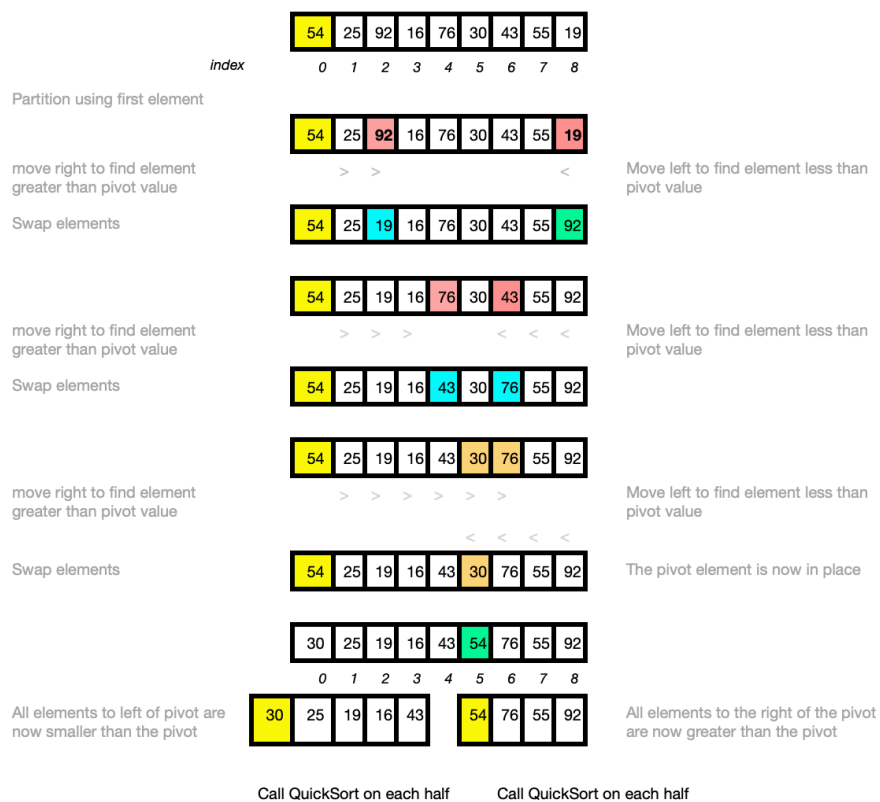 54 25 92 16 76 30 43 55 19
index 0 1 2 3 4 5 6 7 8
Partition using first element
54 25 92 16 76 30 43 55 19
move right to find element > > < Move left to find element less than
greater than pivot value pivot value
Swap elements 54 25 19 16 76 30 43 55 92
54 25 19 16 76 30 43 55 92
move right to find element > > > < < < Move left to find element less than
greater than pivot value pivot value
Swap elements 54 25 19 16 43 30 76 55 92
54 25 19 16 43 30 76 55 92
move right to find element > > > > > > Move left to find element less than
greater than pivot value pivot value
< < < <
Swap elements 54 25 19 16 43 30 76 55 92 The pivot element is now in place
30 25 19 16 43 54 76 55 92
0 1 2 3 4 5 6 7 8
All elements to left of pivot are 30 25 19 16 43 54 76 55 92 All elements to the right of the pivot
now smaller than the pivot are now greater than the pivot
Call QuickSort on each half Call QuickSort on each half